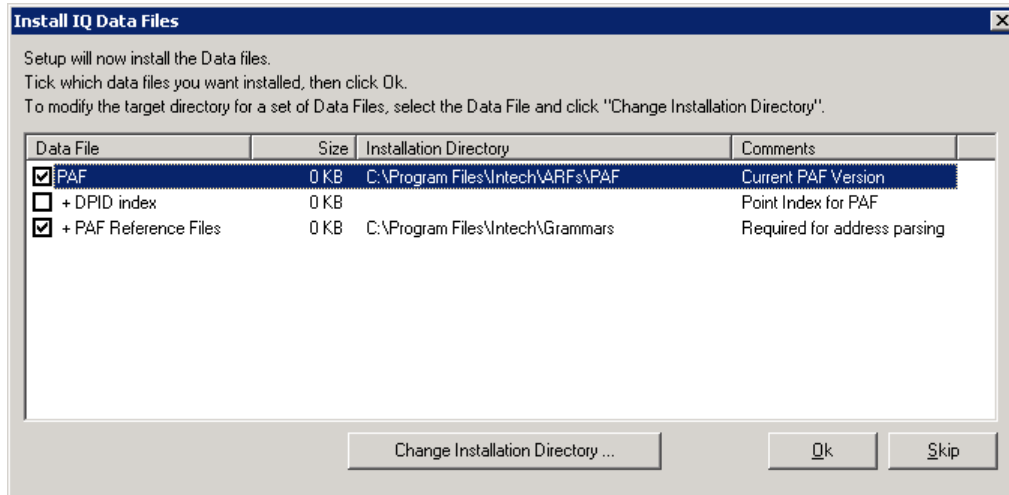 Install IQ Data Files
Setup will now install the Data files.
Tick which data files you want installed, then click Ok.
To modify the target directory for a set of Data Files, select the Data File and click "Change Installation Directory".
Data File Size Installation Directory Comments
PAF 0 KB C:\Program Files\Intech\ARFs\PAF Current PAF Version
+ DPID index 0 KB Point Index for PAF
+ PAF Reference Files 0 KB C:\Program Files\Intech\Grammars Required for address parsing
Change Installation Directory ... Ok Skip